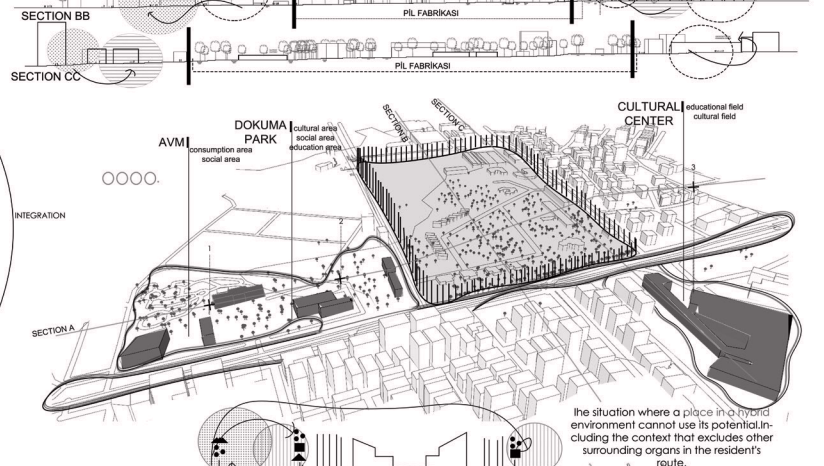 SECTION BB
PİL FABRİKASI
SECTION CC
PİL FABRİKASI
SECTION B
SECTION C
CULTURAL
CENTER
educational field
cultural field
DOKUMA
PARK
cultural area
social area
education area
AVM
consumption area
social area
OOOO.
INTEGRATION
1
2
3
SECTION A
The situation where a place in a hybrid
environment cannot use its potential.In-
cluding the context that excludes other
surrounding organs in the resident's
route.